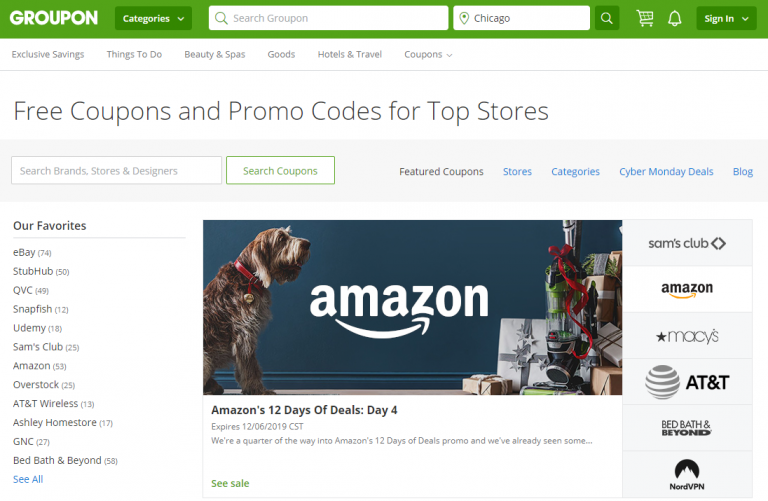 GROUPON
Categories
Search Groupon
Chicago
Sign In
Exclusive Savings Things To Do Beauty & Spas Goods Hotels & Travel Coupons
Free Coupons and Promo Codes for Top Stores
Search Brands, Stores & Designers
Search Coupons
Featured Coupons Stores Categories Cyber Monday Deals Blog
Our Favorites
eBay (74)
StubHub (50)
QVC (49)
Snapfish (12)
Udemy (18)
Sam's Club (25)
Amazon (53)
Overstock (25)
AT&T Wireless (13)
Ashley Homestore (17)
GNC (27)
Bed Bath & Beyond (58)
See All
amazon
Amazon's 12 Days Of Deals: Day 4
Expires 12/06/2019 CST
We're a quarter of the way into Amazon's 12 Days of Deals promo and we've already seen some...
See sale
sam's club
amazon
macy's
AT&T
BED BATH &
BEYOND
NordVPN